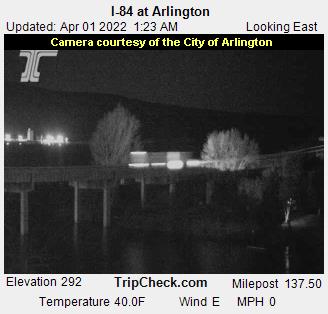 I-84 at Arlington
Updated: Apr 01 2022 1:23 AM Looking East
Camera courtesy of the City of Arlington
Elevation 292 TripCheck.com Milepost 137.50
Temperature 40.0F Wind E MPH 0